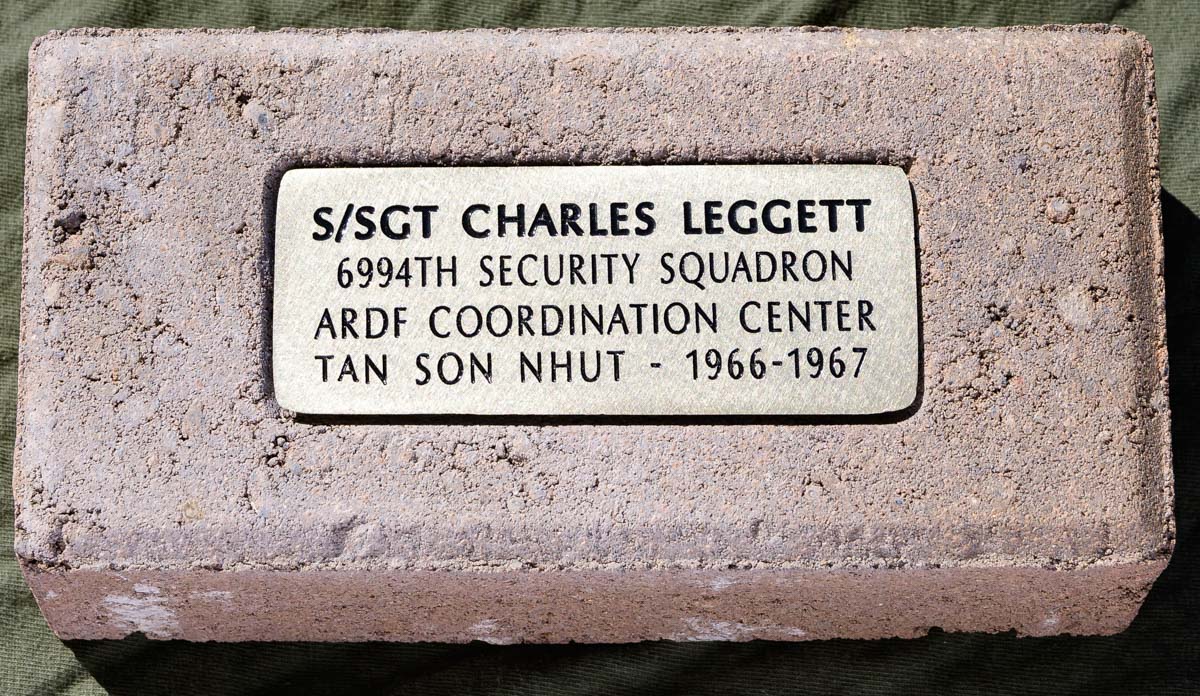 S/SGT CHARLES LEGGETT
6994TH SECURITY SQUADRON
ARDF COORDINATION CENTER
TAN SON NHUT - 1966-1967